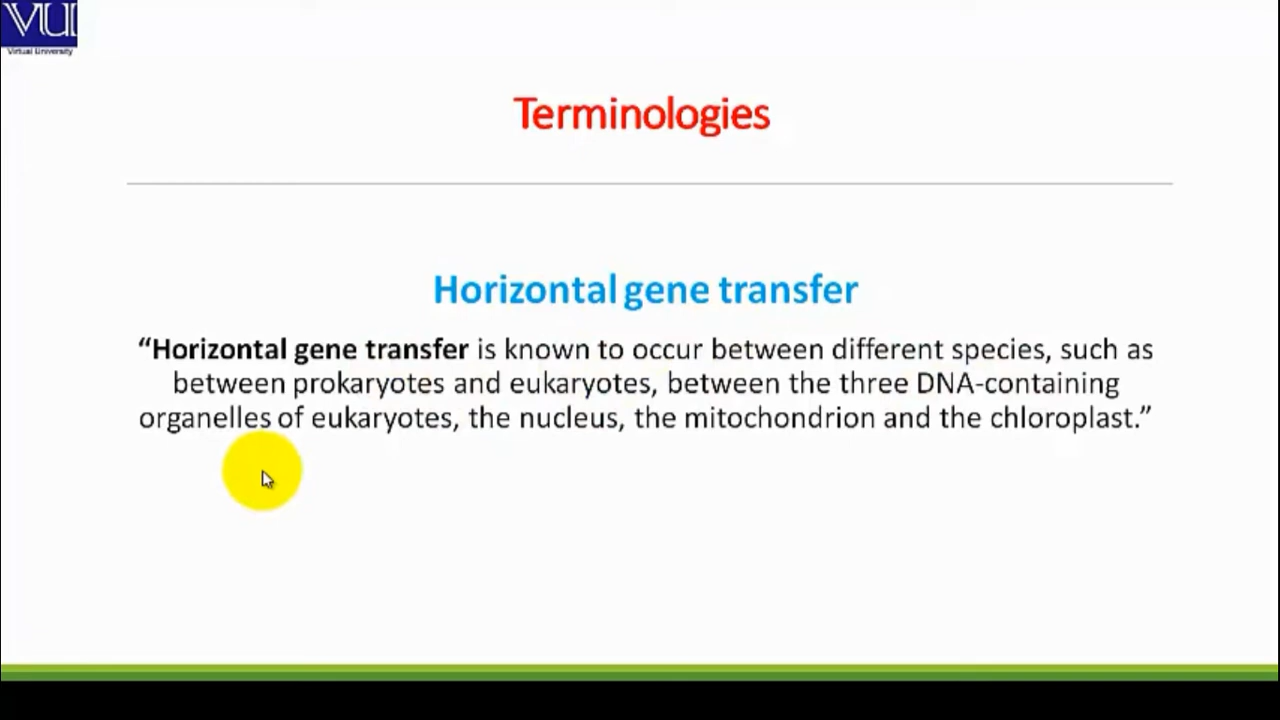 VU
Virtual University
Terminologies
Horizontal gene transfer
“Horizontal gene transfer is known to occur between different species, such as
between prokaryotes and eukaryotes, between the three DNA-containing
organelles of eukaryotes, the nucleus, the mitochondrion and the chloroplast.”